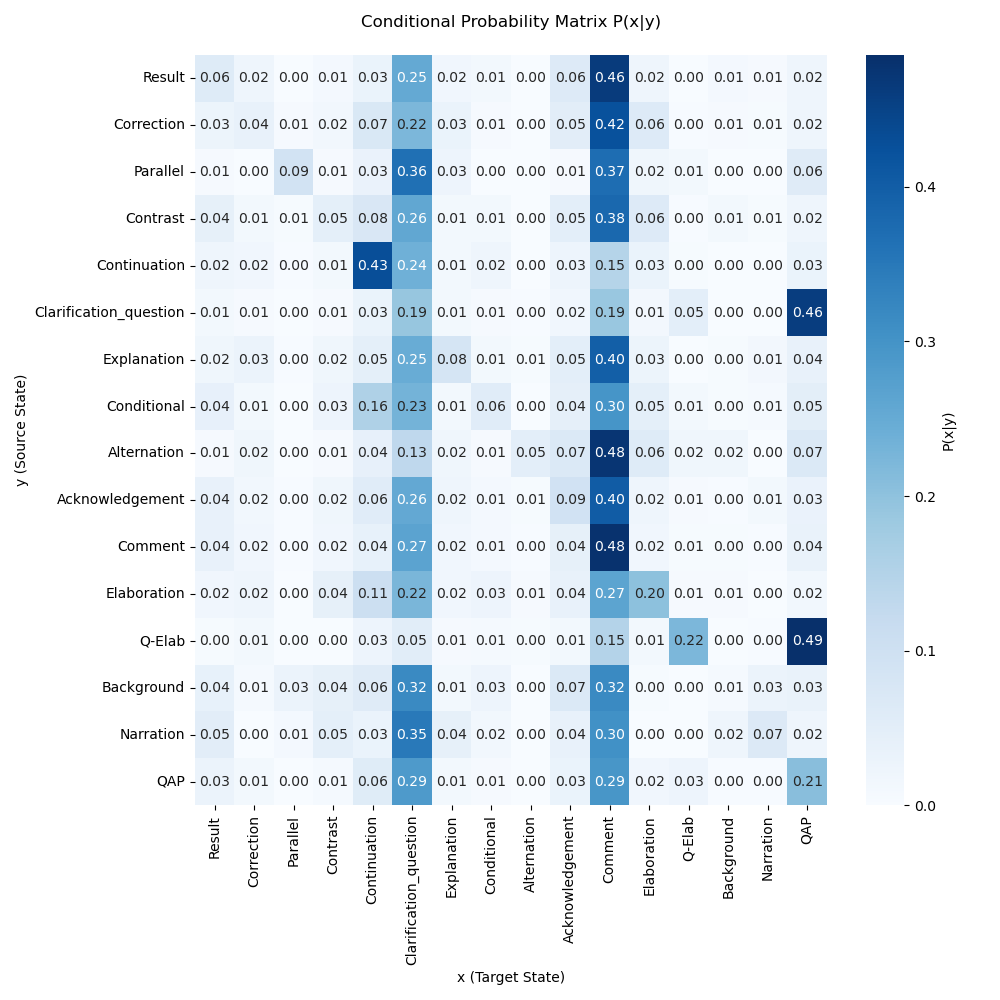 Conditional Probability Matrix P(x|y)
Result 0.06 0.02 0.00 0.01 0.03 0.25 0.02 0.01 0.00 0.06 0.46 0.02 0.00 0.01 0.01 0.02
Correction 0.03 0.04 0.01 0.02 0.07 0.22 0.03 0.01 0.00 0.05 0.42 0.06 0.00 0.01 0.01 0.02
Parallel 0.01 0.00 0.09 0.01 0.03 0.36 0.03 0.00 0.00 0.01 0.37 0.02 0.01 0.00 0.00 0.06
Contrast 0.04 0.01 0.01 0.05 0.08 0.26 0.01 0.01 0.00 0.05 0.38 0.06 0.00 0.01 0.01 0.02
Continuation 0.02 0.02 0.00 0.01 0.43 0.24 0.01 0.02 0.00 0.03 0.15 0.03 0.00 0.00 0.00 0.03
Clarification_question 0.01 0.01 0.00 0.01 0.03 0.19 0.01 0.01 0.00 0.02 0.19 0.01 0.05 0.00 0.00 0.46
Explanation 0.02 0.03 0.00 0.02 0.05 0.25 0.08 0.01 0.01 0.05 0.40 0.03 0.00 0.00 0.01 0.04
Conditional 0.04 0.01 0.00 0.03 0.16 0.23 0.01 0.06 0.00 0.04 0.30 0.05 0.01 0.00 0.01 0.05
Alternation 0.01 0.02 0.00 0.01 0.04 0.13 0.02 0.01 0.05 0.07 0.48 0.06 0.02 0.02 0.00 0.07
Acknowledgement 0.04 0.02 0.00 0.02 0.06 0.26 0.02 0.01 0.01 0.09 0.40 0.02 0.01 0.00 0.01 0.03
Comment 0.04 0.02 0.00 0.02 0.04 0.27 0.02 0.01 0.00 0.04 0.48 0.02 0.01 0.00 0.00 0.04
Elaboration 0.02 0.02 0.00 0.04 0.11 0.22 0.02 0.03 0.01 0.04 0.27 0.20 0.01 0.01 0.00 0.02
Q-Elab 0.00 0.01 0.00 0.00 0.03 0.05 0.01 0.01 0.00 0.01 0.15 0.01 0.22 0.00 0.00 0.49
Background 0.04 0.01 0.03 0.04 0.06 0.32 0.01 0.03 0.00 0.07 0.32 0.00 0.00 0.01 0.03 0.03
Narration 0.05 0.00 0.01 0.05 0.03 0.35 0.04 0.02 0.00 0.04 0.30 0.00 0.00 0.02 0.07 0.02
QAP 0.03 0.01 0.00 0.01 0.06 0.29 0.01 0.01 0.00 0.03 0.29 0.02 0.03 0.00 0.00 0.21
y (Source State)
Result
Correction
Parallel
Contrast
Continuation
Clarification_question
Explanation
Conditional
Alternation
Acknowledgement
Comment
Elaboration
Q-Elab
Background
Narration
QAP
x (Target State)
0.4
0.3
0.2
0.1
0.0
P(x|y)